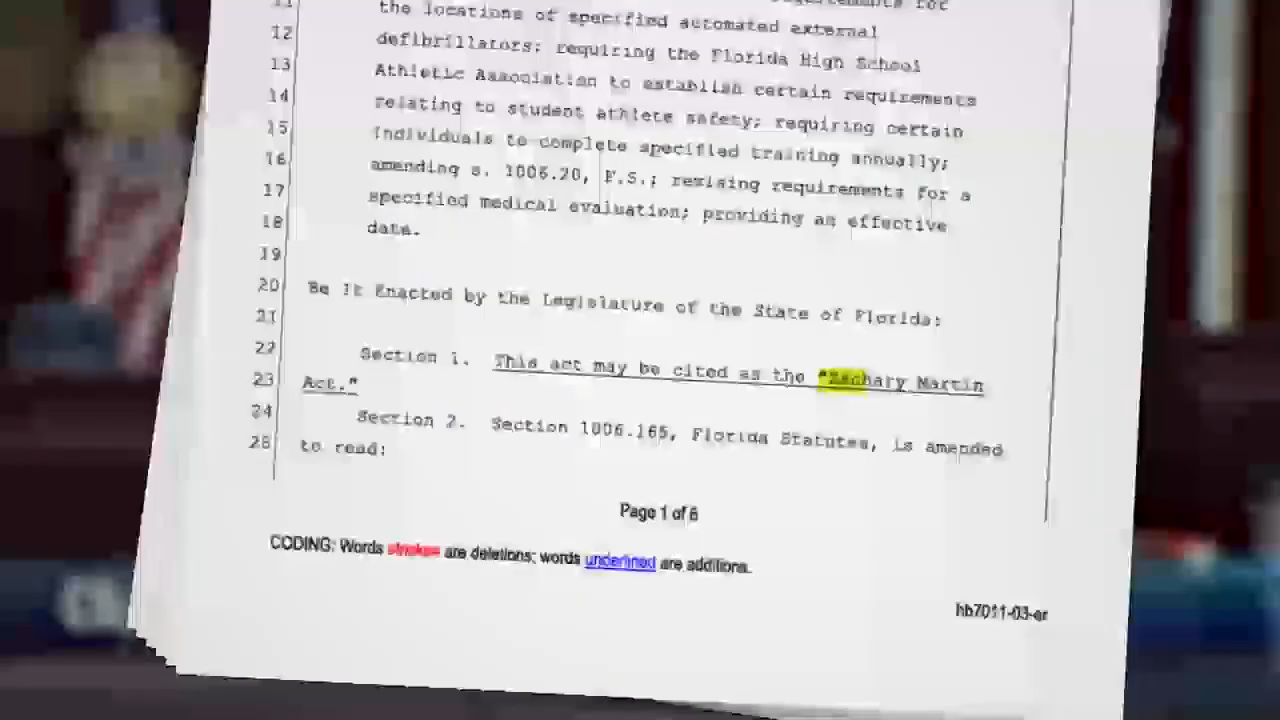 11 requirements for
12 the locations of specified automated external
13 defibrillators; requiring the Florida High School
14 Athletic Association to establish certain requirements
15 relating to student athlete safety; requiring certain
16 individuals to complete specified training annually;
17 amending s. 1006.20, F.S.; revising requirements for a
18 specified medical evaluation; providing an effective
19 date.
20 Be It Enacted by the Legislature of the State of Florida:
21
22 Section 1. This act may be cited as the "Zachary Martin
23 Act."
24 Section 2. Section 1006.165, Florida Statutes, is amended
25 to read:
Page 1 of 6
CODING: Words stricken are deletions; words underlined are additions.
hb7011-03-er